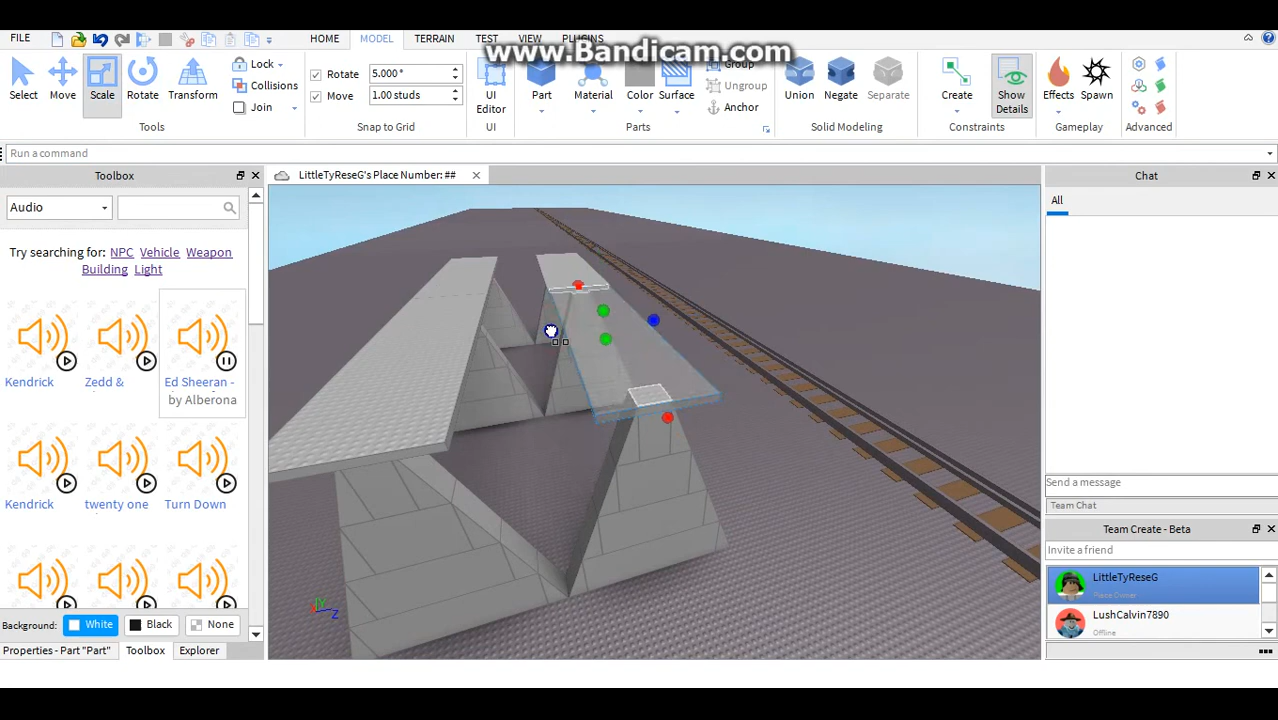 FILE
HOME
MODEL
TERRAIN
TEST
VIEW
PLUGINS
www.Bandicam.com
Select
Move
Scale
Rotate
Transform
Lock
Collisions
Join
Tools
Rotate
5.000 °
Move
1.00 studs
Snap to Grid
UI
Editor
UI
Part
Material
Color
Surface
Group
Ungroup
Anchor
Parts
Union
Negate
Separate
Solid Modeling
Create
Show
Details
Constraints
Effects
Spawn
Gameplay
Advanced
Run a command
Toolbox
LittleTyReseG's Place Number: ##
Chat
Audio
All
Try searching for: NPC Vehicle Weapon
Building Light
Kendrick
Zedd &
Ed Sheeran -
by Alberona
Kendrick
twenty one
Turn Down
Background: White Black None
Properties - Part "Part"
Toolbox
Explorer
Y
Z
Send a message
Team Chat
Team Create - Beta
Invite a friend
LittleTyReseG
Place Owner
LushCalvin7890
Offline